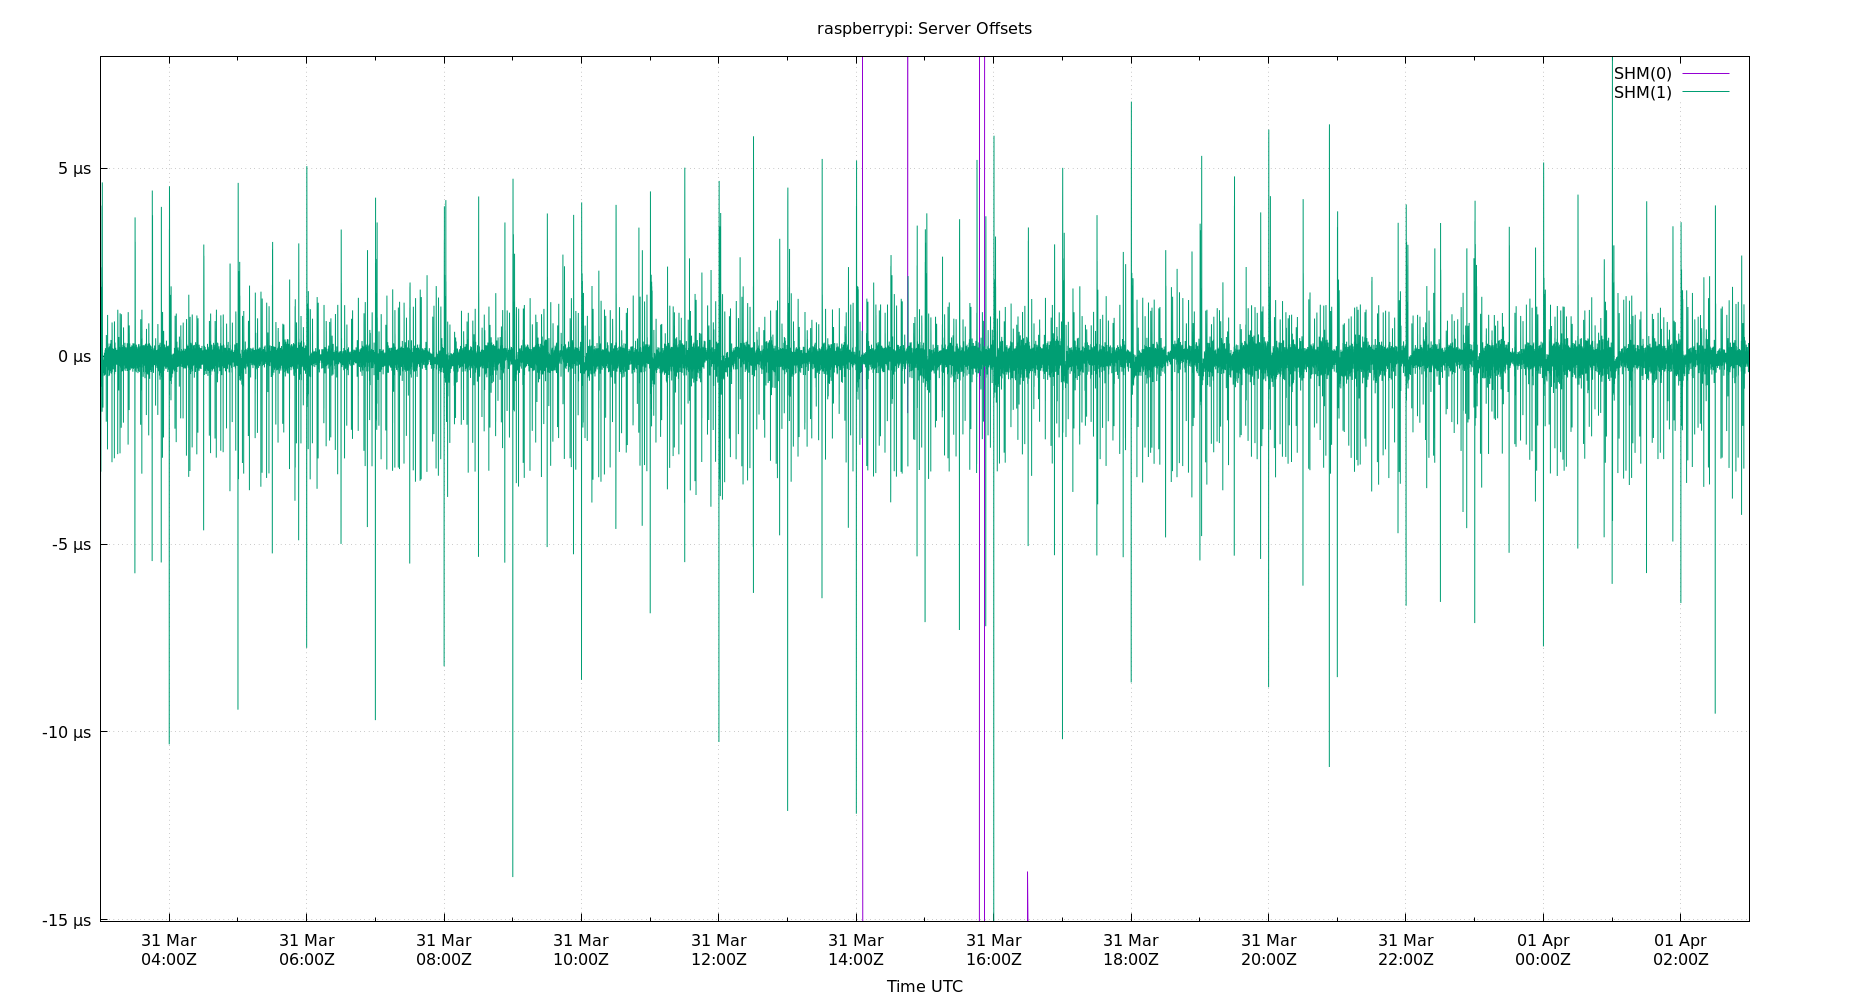 raspberrypi: Server Offsets
SHM(0)
SHM(1)
5 µs
0 µs
-5 µs
-10 µs
-15 µs
31 Mar 31 Mar 31 Mar 31 Mar 31 Mar 31 Mar 31 Mar 31 Mar 31 Mar 31 Mar 01 Apr 01 Apr
04:00Z 06:00Z 08:00Z 10:00Z 12:00Z 14:00Z 16:00Z 18:00Z 20:00Z 22:00Z 00:00Z 02:00Z
Time UTC